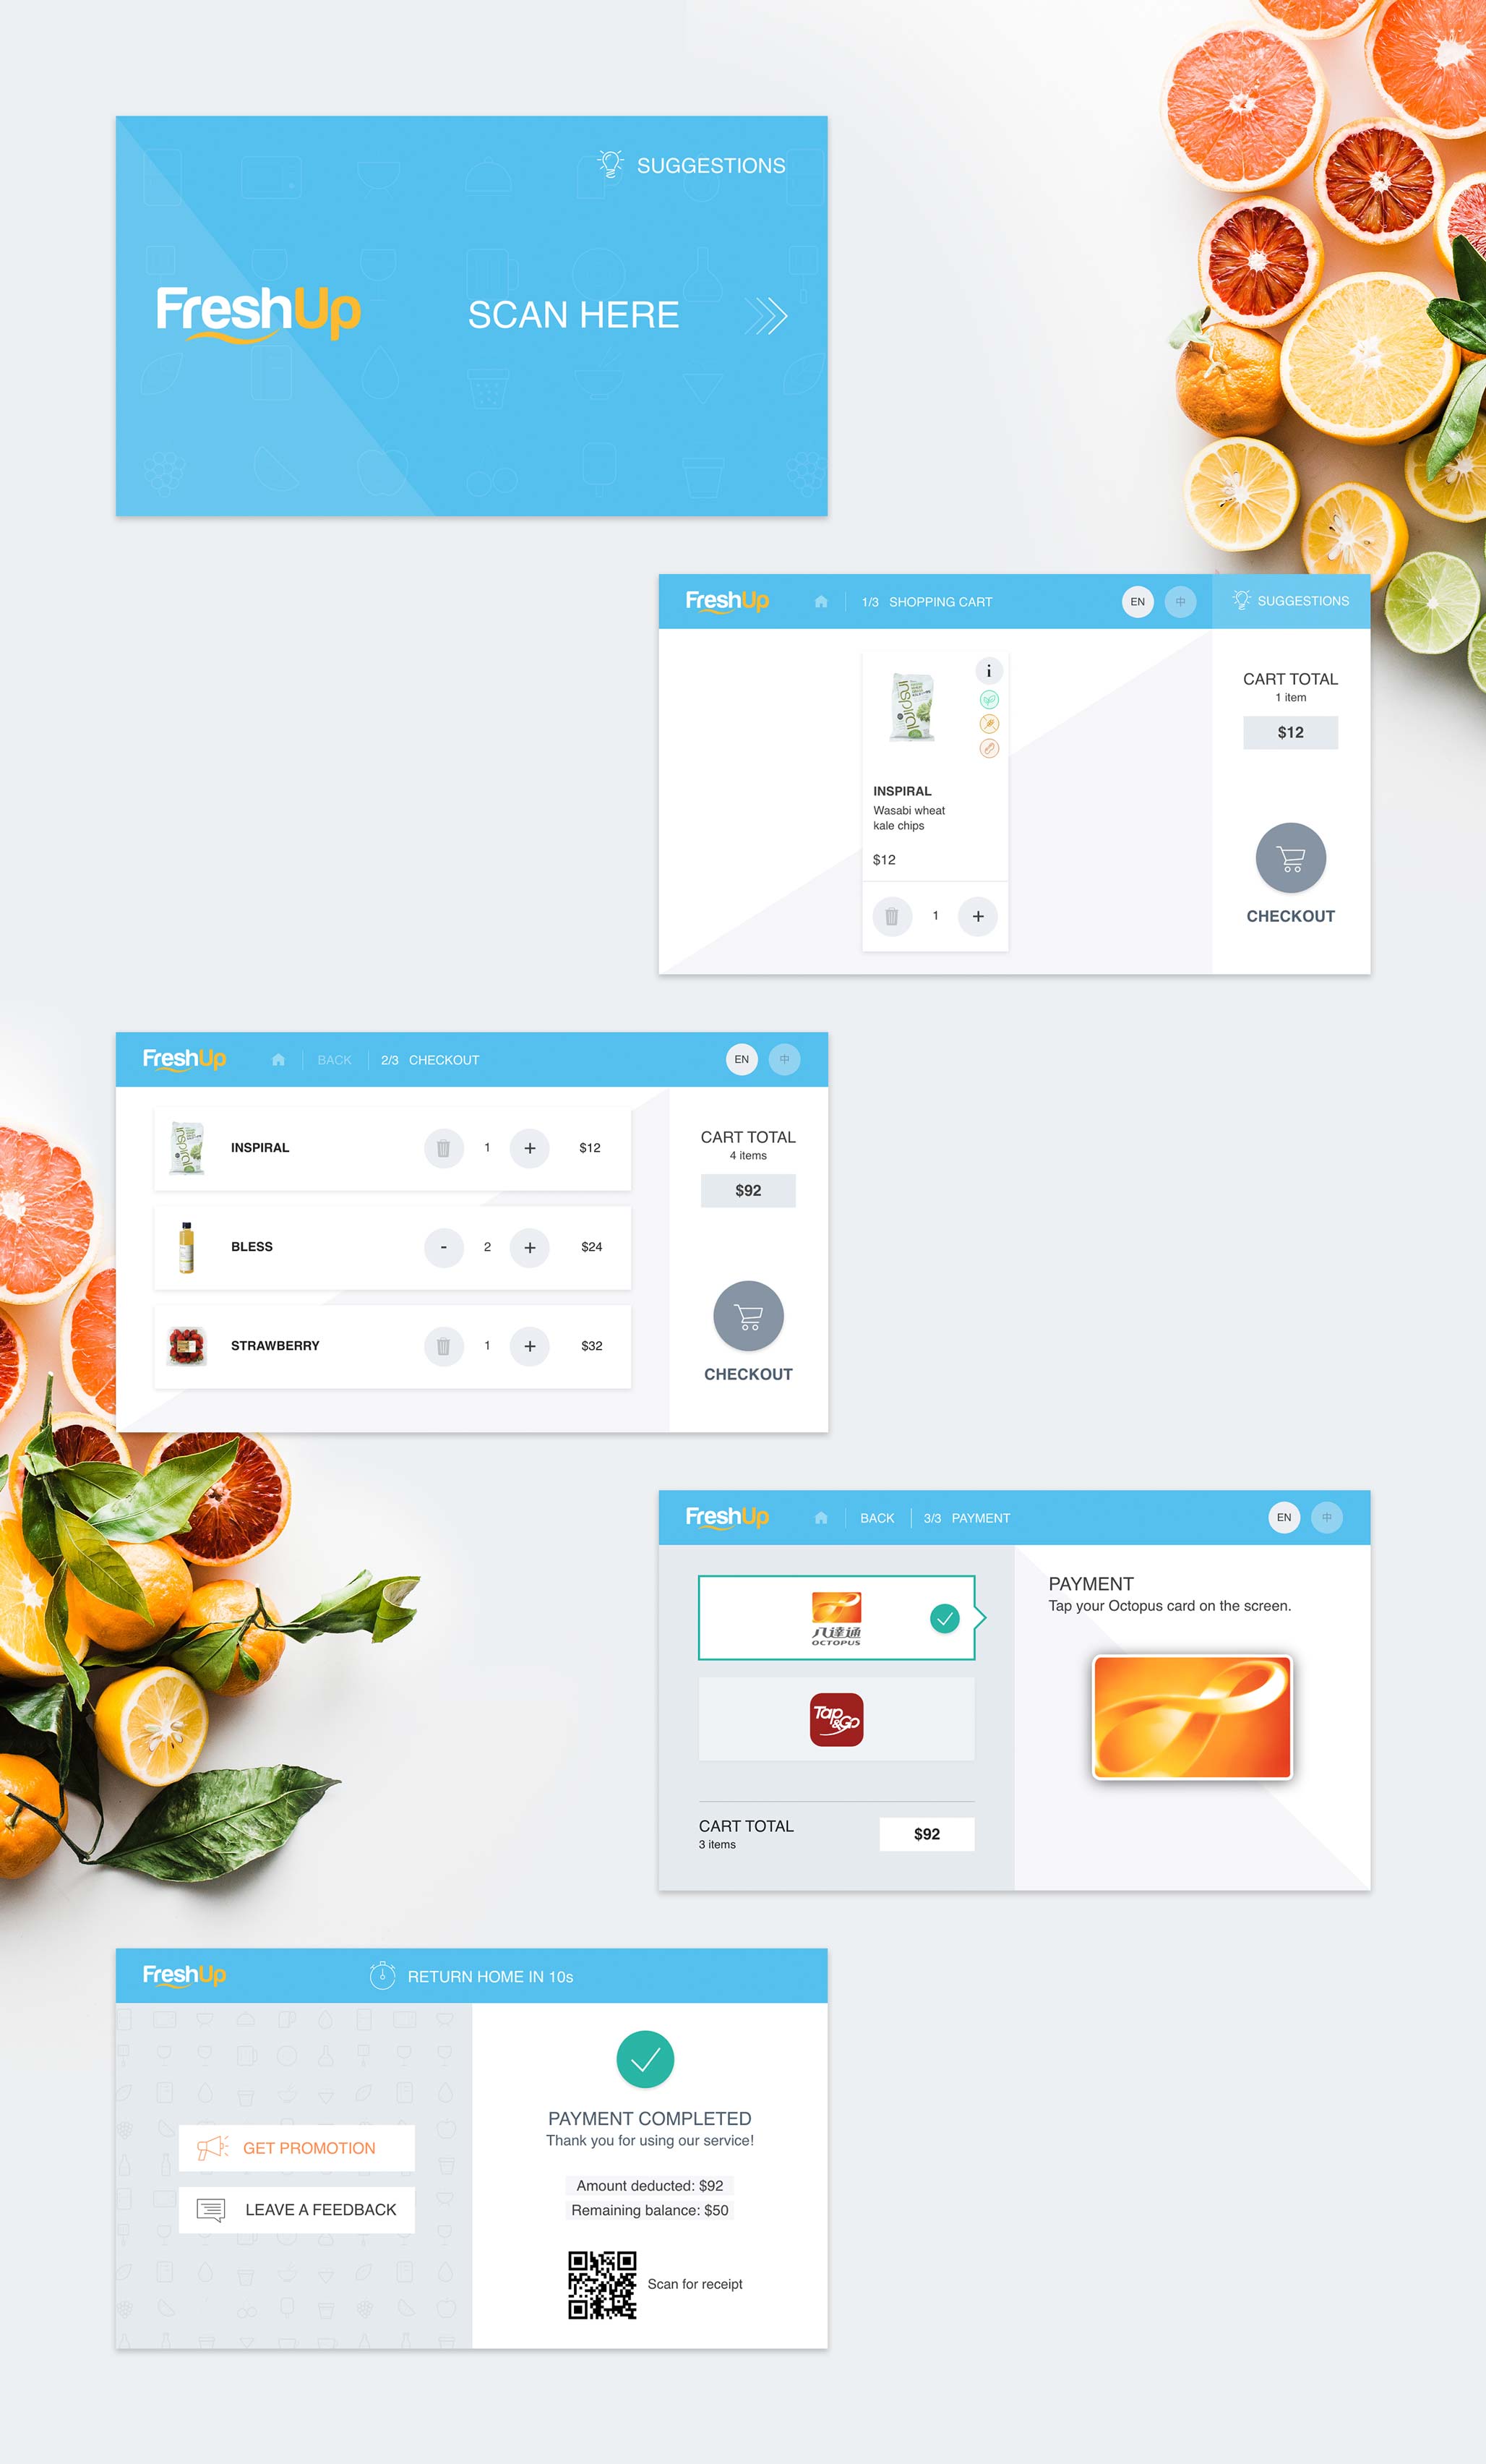 SUGGESTIONS
FreshUp
SCAN HERE
FreshUp
1/3 SHOPPING CART
EN
中
SUGGESTIONS
inspiral
i
INSPIRAL
Wasabi wheat
kale chips
$12
1
+
CART TOTAL
1 item
$12
CHECKOUT
FreshUp
BACK
2/3 CHECKOUT
EN
中
inspiral
INSPIRAL
1
+
$12
BLESS
-
2
+
$24
STRAWBERRY
1
+
$32
CART TOTAL
4 items
$92
CHECKOUT
FreshUp
BACK
3/3 PAYMENT
EN
中
八達通
OCTOPUS
Tap
&Go
CART TOTAL
3 items
$92
PAYMENT
Tap your Octopus card on the screen.
FreshUp
RETURN HOME IN 10s
GET PROMOTION
LEAVE A FEEDBACK
PAYMENT COMPLETED
Thank you for using our service!
Amount deducted: $92
Remaining balance: $50
Scan for receipt